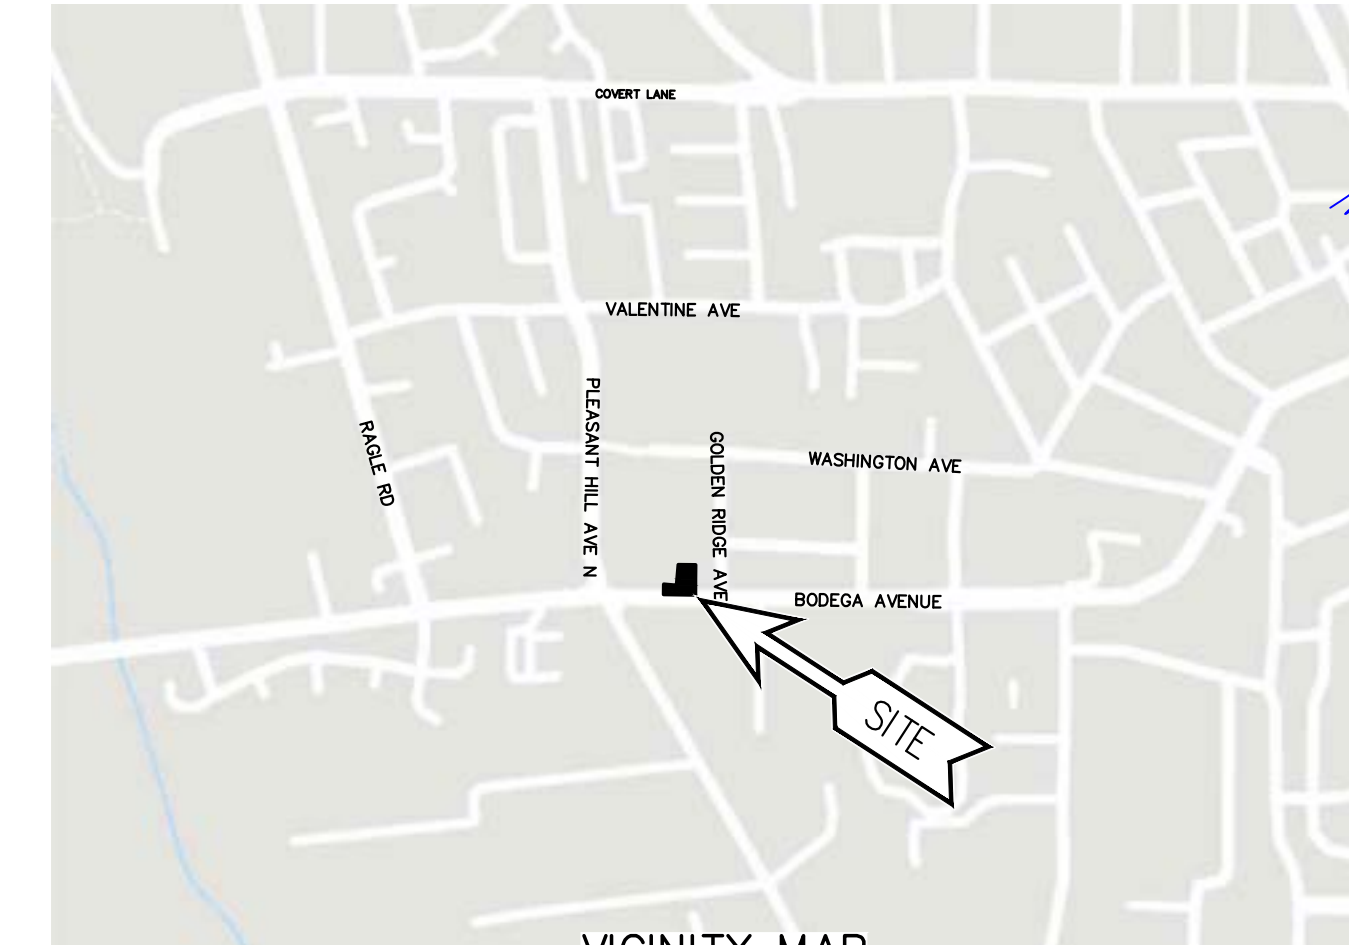 COVERT LANE
VALENTINE AVE
PLEASANT HILL AVE N
RAGLE RD
GOLDEN RIDGE AVE
WASHINGTON AVE
BODEGA AVENUE
SITE
VICINITY MAP